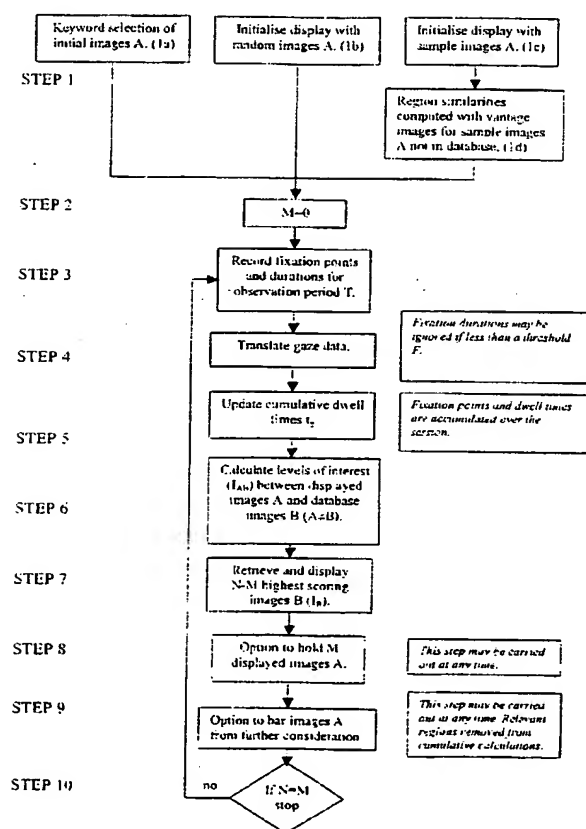 Keyword selection of
initial images A. (1a)
Initialise display with
random images A. (1b)
Initialise display with
sample images A. (1c)
STEP 1
Region similarities
computed with vantage
images for sample images
A not in database. (1d)
STEP 2
M=0
STEP 3
Record fixation points
and durations for
observation period T.
STEP 4
Translate gaze data.
Fixation durations may be
ignored if less than a threshold
F.
STEP 5
Update cumulative dwell
times
Fixation points and dwell times
are accumulated over the
session.
STEP 6
Calculate levels of interest
(I_AB) between displayed
images A and database
images B (A≠B).
STEP 7
Retrieve and display
N-M highest scoring
images B (I_B).
STEP 8
Option to hold M
displayed images A.
This step may be carried
out at any time.
STEP 9
Option to bar images A
from further consideration
This step may be carried
out at any time. Relevant
regions removed from
cumulative calculations.
STEP 10
no
If N=M
stop